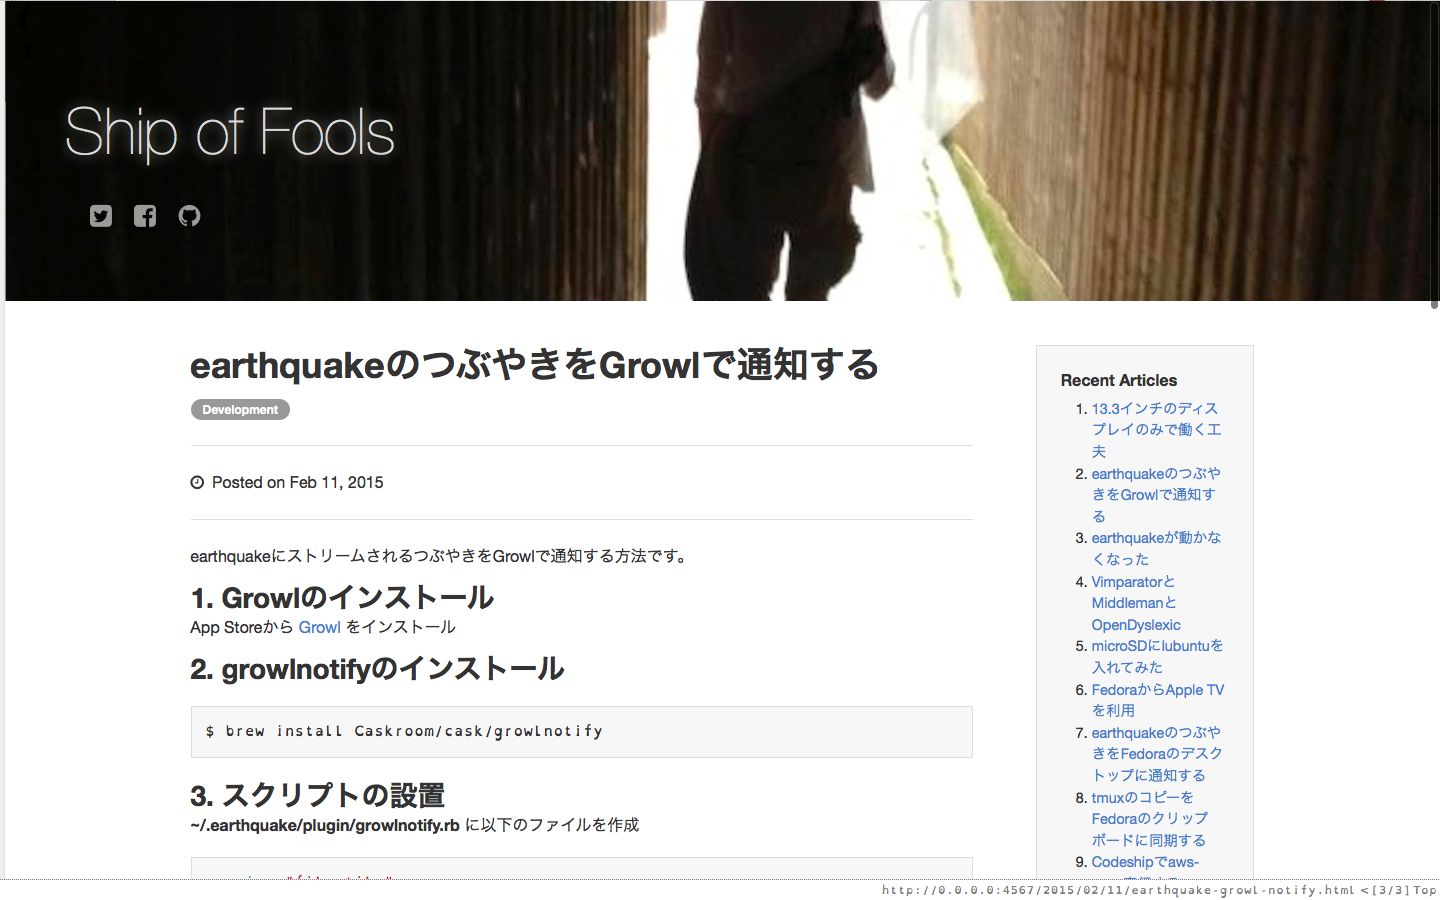 Ship of Fools
earthquakeのつぶやきをGrowlで通知する
Development
Posted on Feb 11, 2015
earthquakeにストリームされるつぶやきをGrowlで通知する方法です。
1. Growlのインストール
App Storeから Growl をインストール
2. growlnotifyのインストール
$ brew install Caskroom/cask/growlnotify
3. スクリプトの設置
~/.earthquake/plugin/growlnotify.rb に以下のファイルを作成
Recent Articles
1. 13.3インチのディス
プレイのみで働く工
夫
2. earthquakeのつぶや
きをGrowlで通知す
る
3. earthquakeが動かな
くなった
4. Vimparatorと
Middlemanと
OpenDyslexic
5. microSDにlubuntuを
入れてみた
6. FedoraからApple TV
を利用
7. earthquakeのつぶや
きをFedoraのデスク
トップに通知する
8. tmuxのコピーを
Fedoraのクリップ
ボードに同期する
9. Codeshipでaws-
http://0.0.0.0:4567/2015/02/11/earthquake-growl-notify.html <[3/3] Top